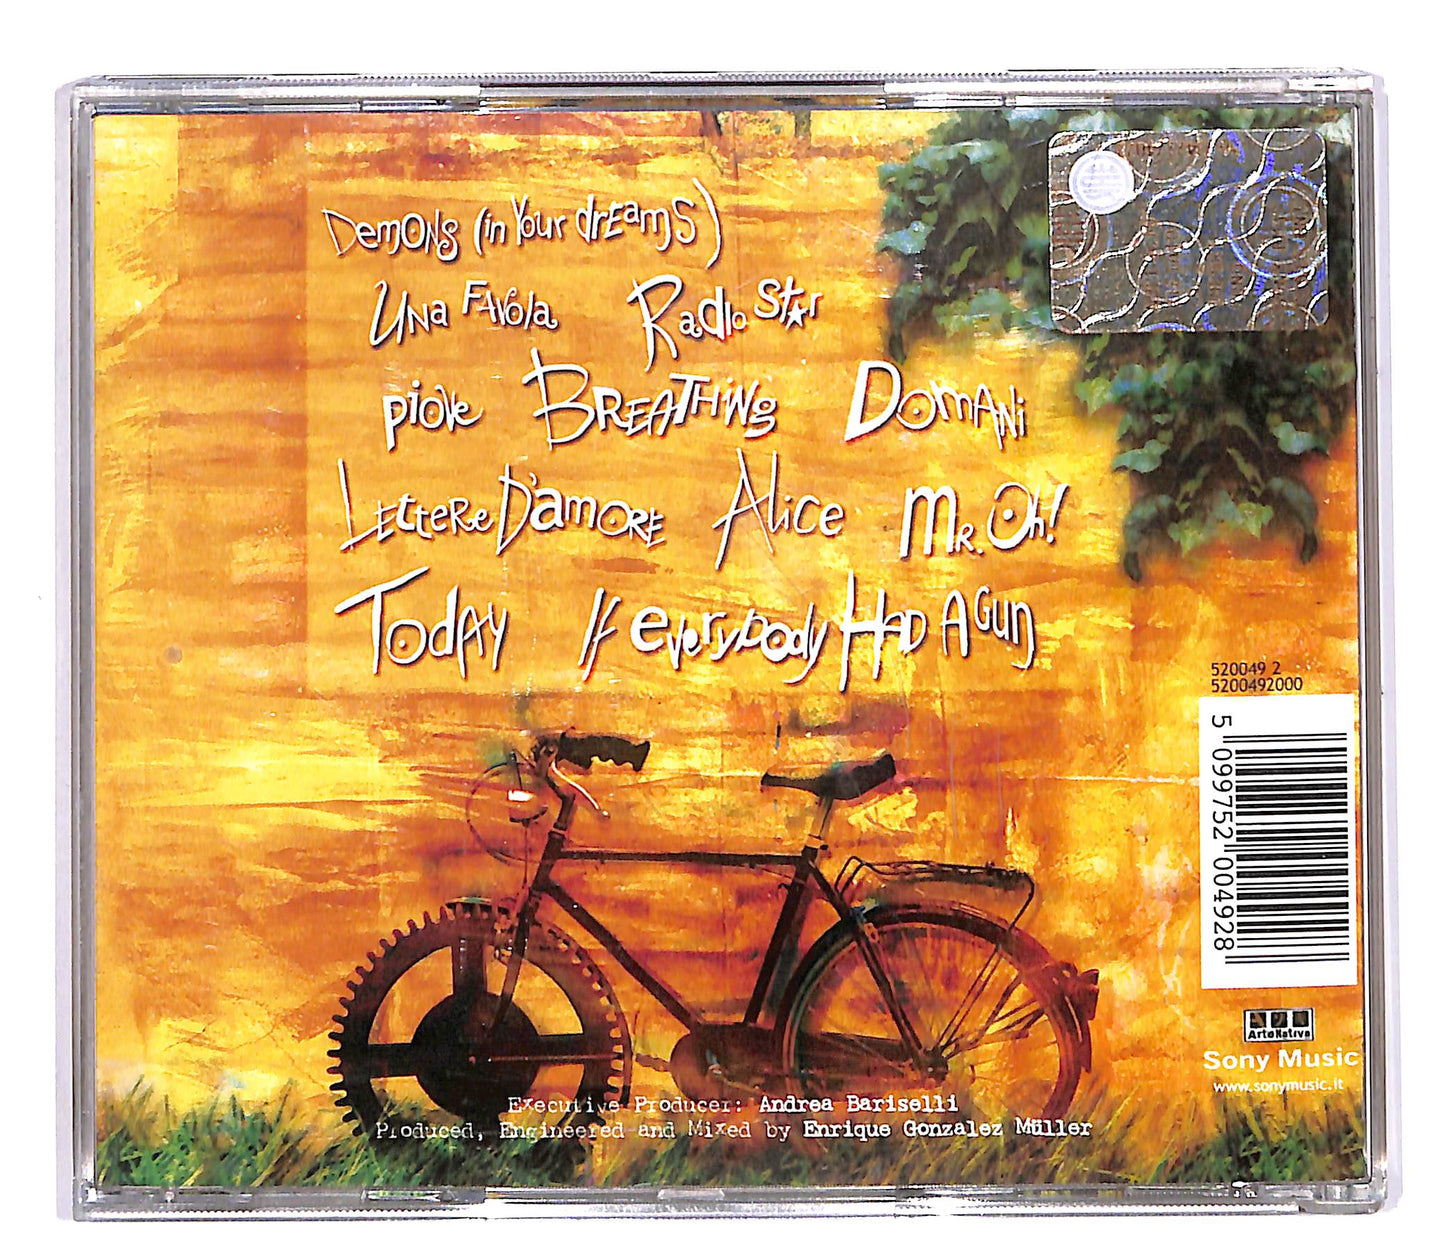 Demons (in Your dreams)
Una Favola Radio Star
piove Breathing Domani
Lettere D'amore Alice Mr. Oh!
Today If everybody Had A Gun
520049 2
5200492000
5 099752 004928
ArteNativa
Sony Music
www.sonymusic.it
Executive Producer: Andrea Bariselli
Produced, Engineered and Mixed by Enrique Gonzalez Müller